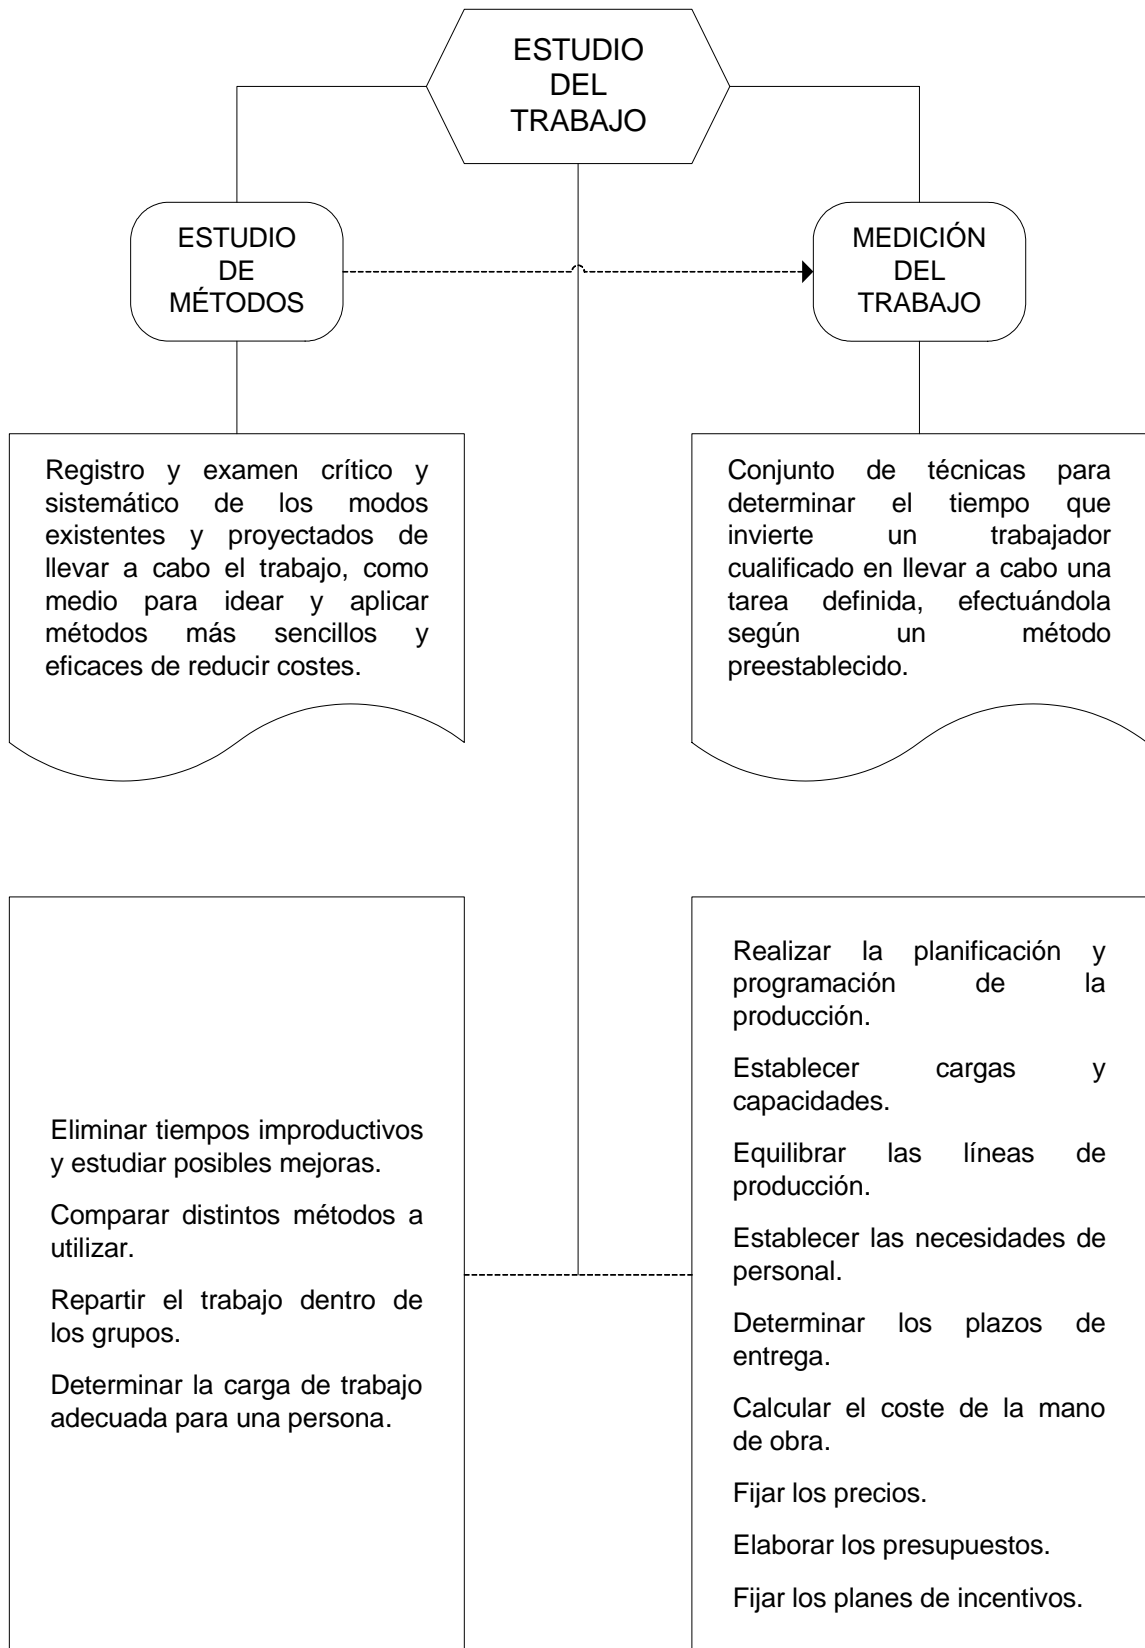 ESTUDIO
DEL
TRABAJO
ESTUDIO
DE
MÉTODOS
MEDICIÓN
DEL
TRABAJO
Registro y examen crítico y
sistemático de los modos
existentes y proyectados de
llevar a cabo el trabajo, como
medio para idear y aplicar
métodos más sencillos y
eficaces de reducir costes.
Conjunto de técnicas para
determinar el tiempo que
invierte un trabajador
cualificado en llevar a cabo una
tarea definida, efectuándola
según un método
preestablecido.
Eliminar tiempos improductivos
y estudiar posibles mejoras.
Comparar distintos métodos a
utilizar.
Repartir el trabajo dentro de
los grupos.
Determinar la carga de trabajo
adecuada para una persona.
Realizar la planificación y
programación de la
producción.
Establecer cargas y
capacidades.
Equilibrar las líneas de
producción.
Establecer las necesidades de
personal.
Determinar los plazos de
entrega.
Calcular el coste de la mano
de obra.
Fijar los precios.
Elaborar los presupuestos.
Fijar los planes de incentivos.